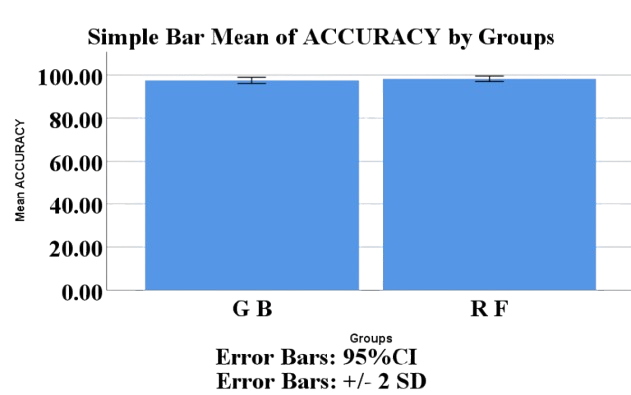 Simple Bar Mean of ACCURACY by Groups
Mean ACCURACY
100.00
80.00
60.00
40.00
20.00
0.00
G B
R F
Groups
Error Bars: 95%CI
Error Bars: +/- 2 SD